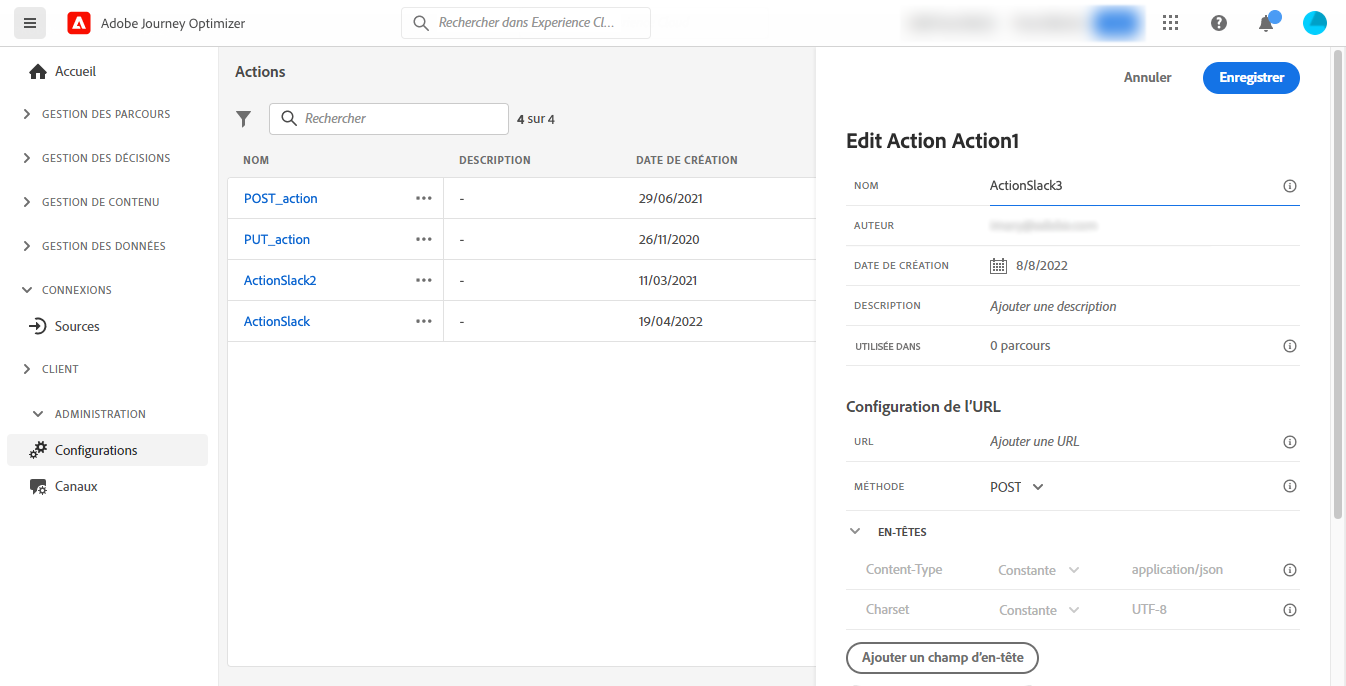 Adobe Journey Optimizer
Rechercher dans Experience Cl...
Accueil
GESTION DES PARCOURS
GESTION DES DÉCISIONS
GESTION DE CONTENU
GESTION DES DONNÉES
CONNEXIONS
Sources
CLIENT
ADMINISTRATION
Configurations
Canaux
Actions
Rechercher
4 sur 4
NOM DESCRIPTION DATE DE CRÉATION
POST_action - 29/06/2021
PUT_action - 26/11/2020
ActionSlack2 - 11/03/2021
ActionSlack - 19/04/2022
Annuler Enregistrer
Edit Action Action1
NOM ActionSlack3
AUTEUR
DATE DE CRÉATION 8/8/2022
DESCRIPTION Ajouter une description
UTILISÉE DANS 0 parcours
Configuration de l'URL
URL Ajouter une URL
MÉTHODE POST
EN-TÊTES
Content-Type Constante application/json
Charset Constante UTF-8
Ajouter un champ d'en-tête